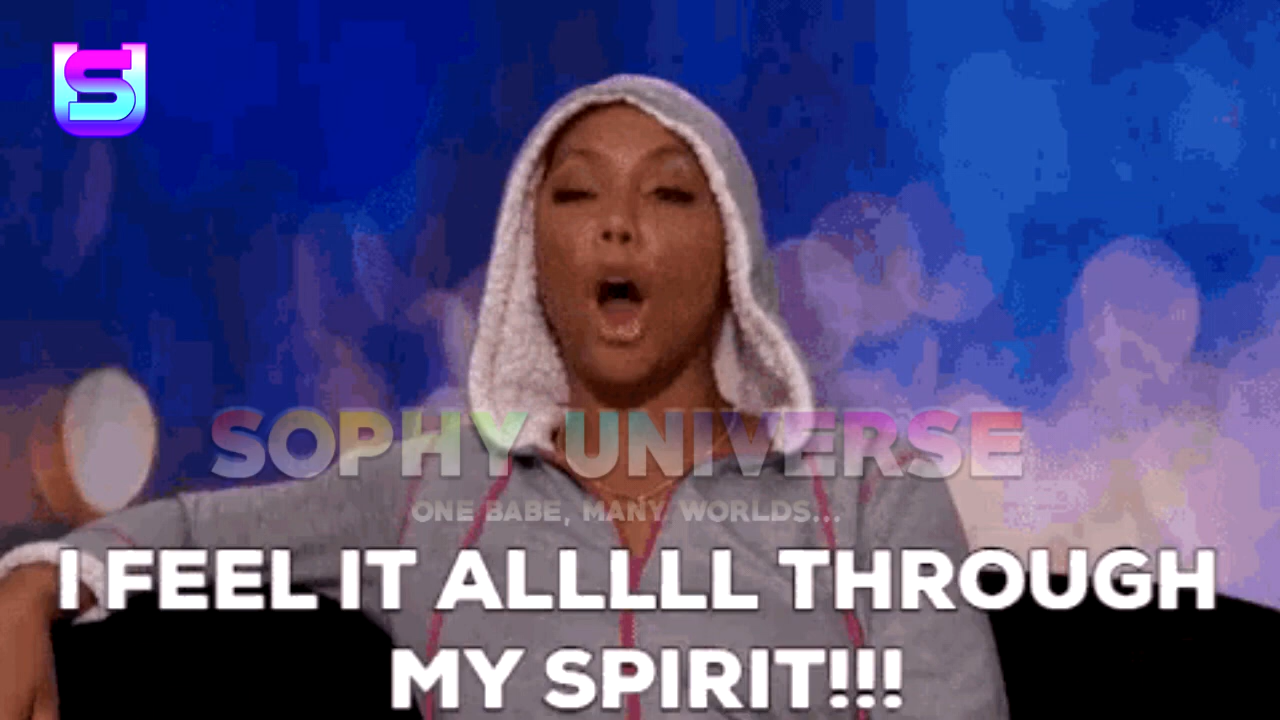 S
SOPHY UNIVERSE
ONE BABE, MANY WORLDS...
I FEEL IT ALLLLL THROUGH
MY SPIRIT!!!